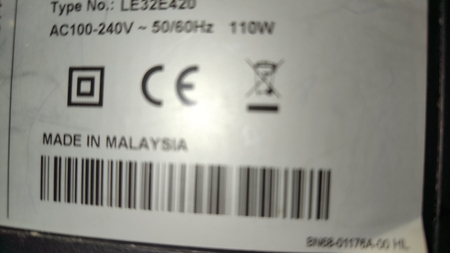 Type No.: LE32E420
AC100-240V ~ 50/60Hz 110W
CE
MADE IN MALAYSIA
BN68-01176A-00 HL